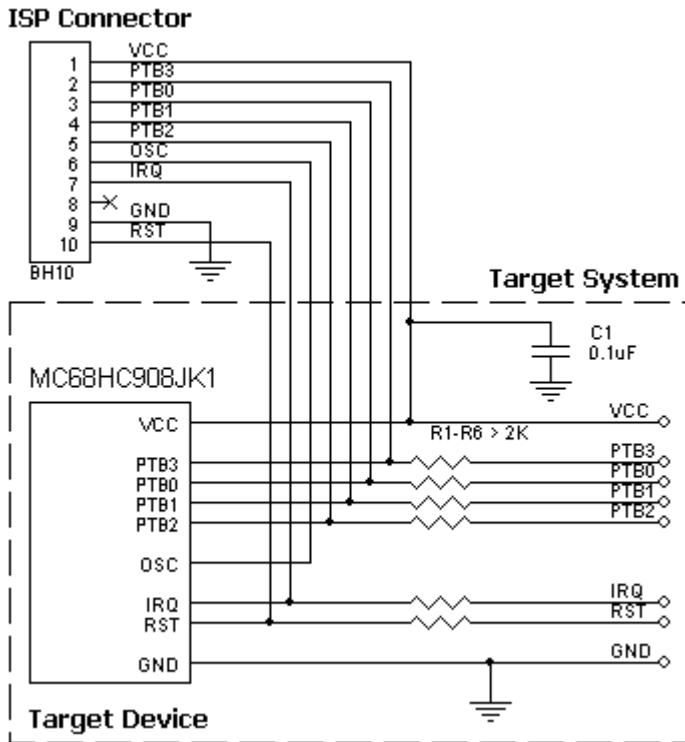 ISP Connector
1 VCC
2 PTB3
3 PTB0
4 PTB1
5 PTB2
6 OSC
7 IRQ
8
9 GND
10 RST
BH10
Target System
C1
0.1uF
MC68HC908JK1
VCC VCC
R1-R6 > 2K
PTB3 PTB3
PTB0 PTB0
PTB1 PTB1
PTB2 PTB2
OSC
IRQ IRQ
RST RST
GND GND
Target Device